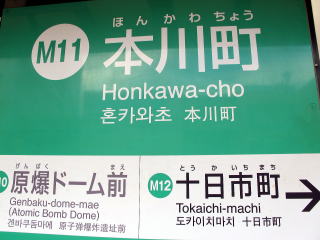 ほんかわちょう
M11 本川町
Honkawa-cho
혼카와초 本川町
げんばく まえ
原爆ドーム前
Genbaku-dome-mae
(Atomic Bomb Dome)
겐바쿠돔마에 原子弹爆炸遗址前
とうかいちまち
M12 十日市町
Tokaichi-machi
도카이치마치 十日市町